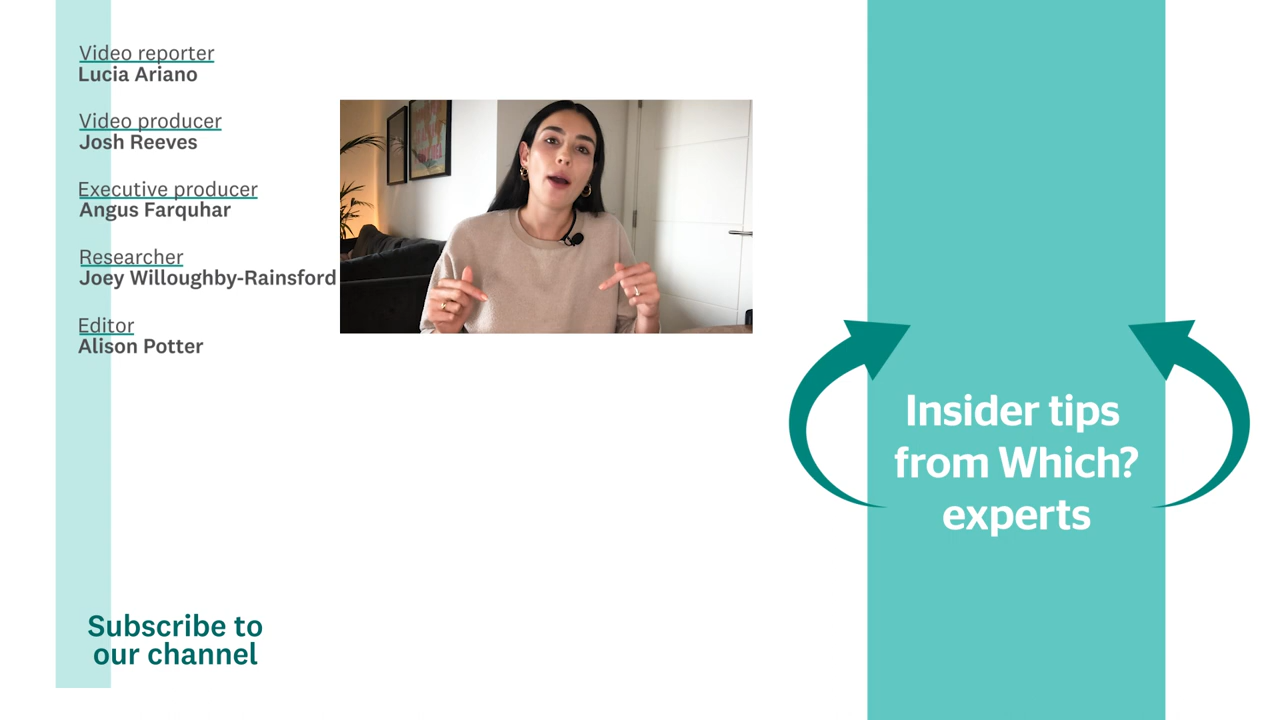 Video reporter
Lucia Ariano
Video producer
Josh Reeves
Executive producer
Angus Farquhar
Researcher
Joey Willoughby-Rainsford
Editor
Alison Potter
Subscribe to
our channel
Insider tips
from Which?
experts